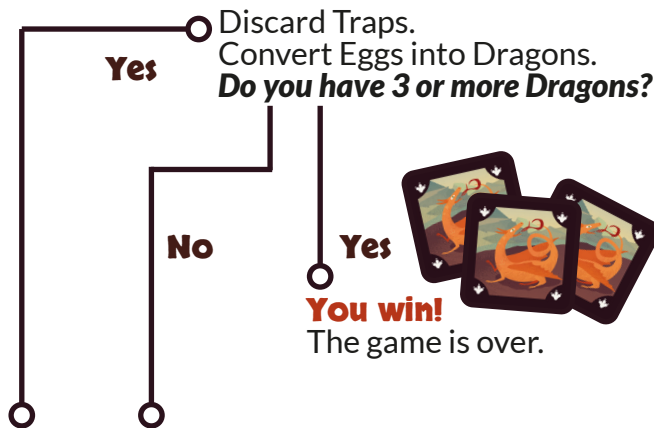 Discard Traps.
Convert Eggs into Dragons.
Do you have 3 or more Dragons?
Yes
No
Yes
You win!
The game is over.